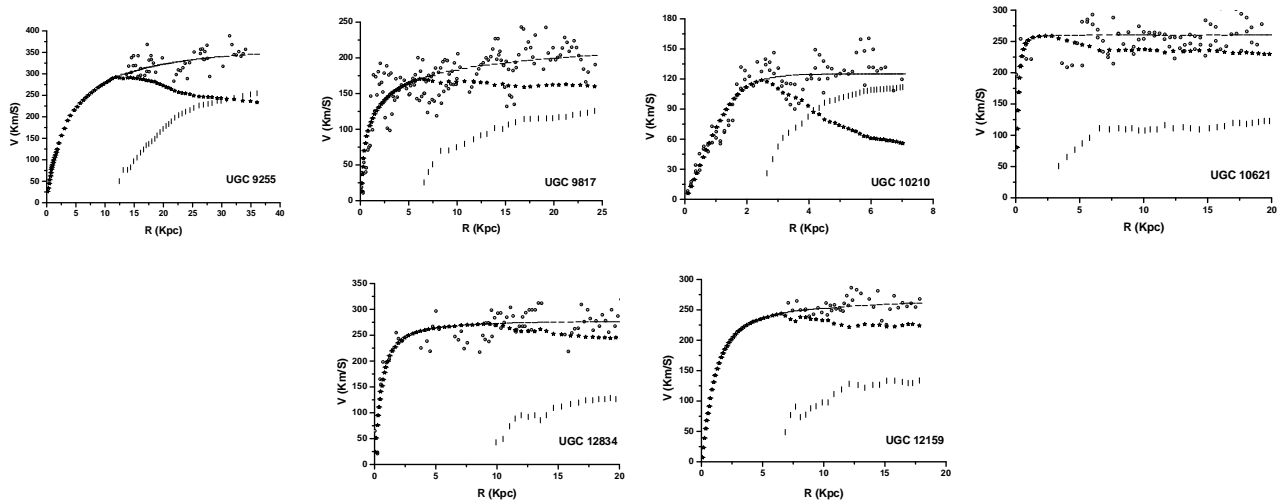 400
350
300
250
200
150
100
50
0
V (Km/S)
0 5 10 15 20 25 30 35 40
R (Kpc)
UGC 9255
250
200
150
100
50
0
V (Km/S)
0 5 10 15 20 25
R (Kpc)
UGC 9817
180
150
120
90
60
30
0
V (Km/S)
0 2 4 6 8
R (Kpc)
UGC 10210
300
250
200
150
100
50
0
V (Km/S)
0 5 10 15 20
R (Kpc)
UGC 10621
350
300
250
200
150
100
50
0
V (Km/S)
0 5 10 15 20
R (Kpc)
UGC 12834
300
250
200
150
100
50
0
V (Km/S)
0 5 10 15 20
R (Kpc)
UGC 12159